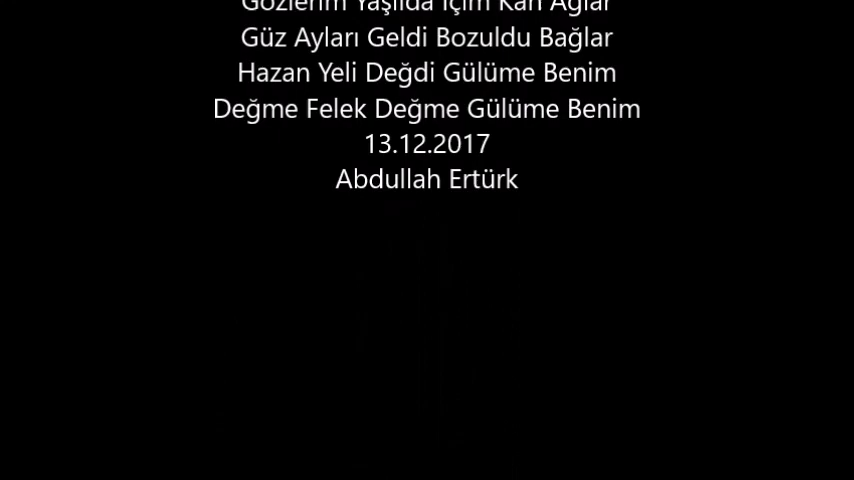 Gözlerim Yaşlıda İçim Kan Ağlar
Güz Ayları Geldi Bozuldu Bağlar
Hazan Yeli Değdi Gülüme Benim
Değme Felek Değme Gülüme Benim
13.12.2017
Abdullah Ertürk